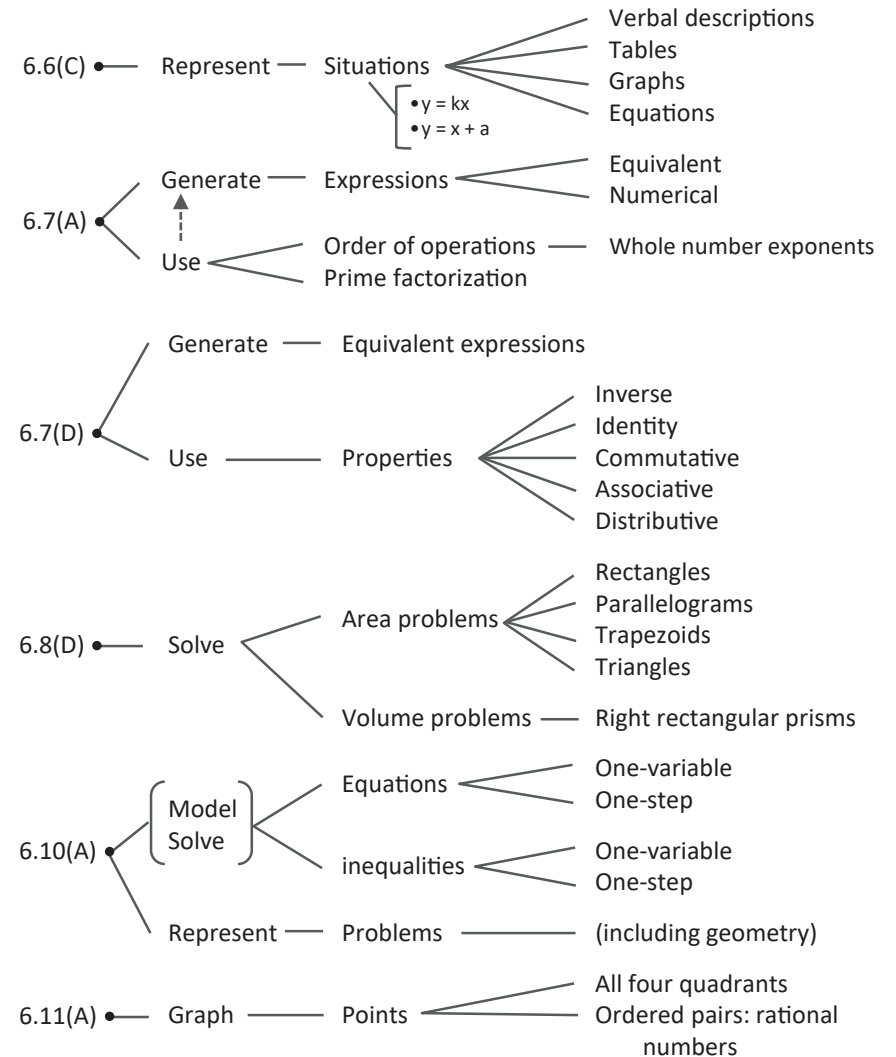 Verbal descriptions
Tables
6.6(C) • Represent Situations
Graphs
Equations
• y = kx
• y = x + a
Equivalent
Generate Expressions
Numerical
6.7(A) •
Order of operations Whole number exponents
Use
Prime factorization
Generate Equivalent expressions
Inverse
Identity
6.7(D) •
Use Properties Commutative
Associative
Distributive
Rectangles
Parallelograms
Area problems
Trapezoids
6.8(D) • Solve
Triangles
Volume problems Right rectangular prisms
One-variable
Equations
One-step
Model
Solve
6.10(A) •
One-variable
inequalities
One-step
Represent Problems (including geometry)
All four quadrants
6.11(A) • Graph Points Ordered pairs: rational
numbers